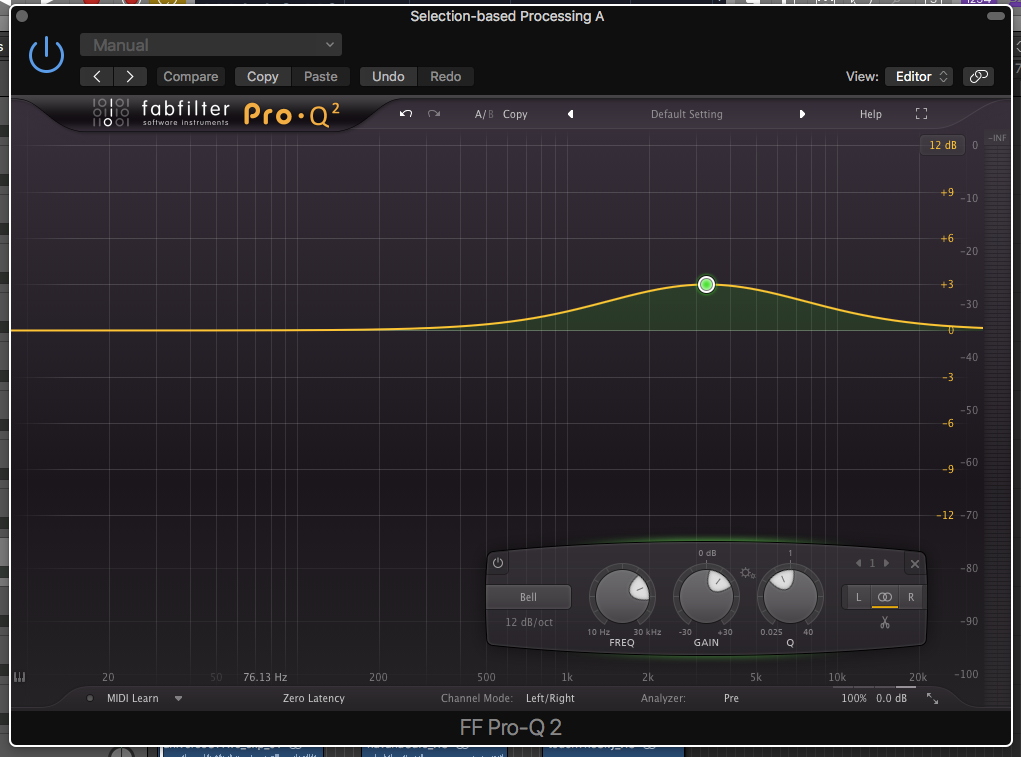 Selection-based Processing A
Manual
Compare Copy Paste Undo Redo View: Editor
fabfilter Pro·Q 2
software instruments
A/B Copy Default Setting Help
12 dB 0 -INF
+9 -10
+6 -20
+3 -30
0 -40
-3 -50
-6 -60
-9
-12 -70
0 dB 1
1
-80
Bell L R
12 dB/oct -90
10 Hz 30 kHz -30 +30 0.025 40
FREQ GAIN Q
20 50 76.13 Hz 200 500 1k 2k 5k 10k 20k -100
MIDI Learn Zero Latency Channel Mode: Left/Right Analyzer: Pre 100% 0.0 dB
FF Pro-Q 2